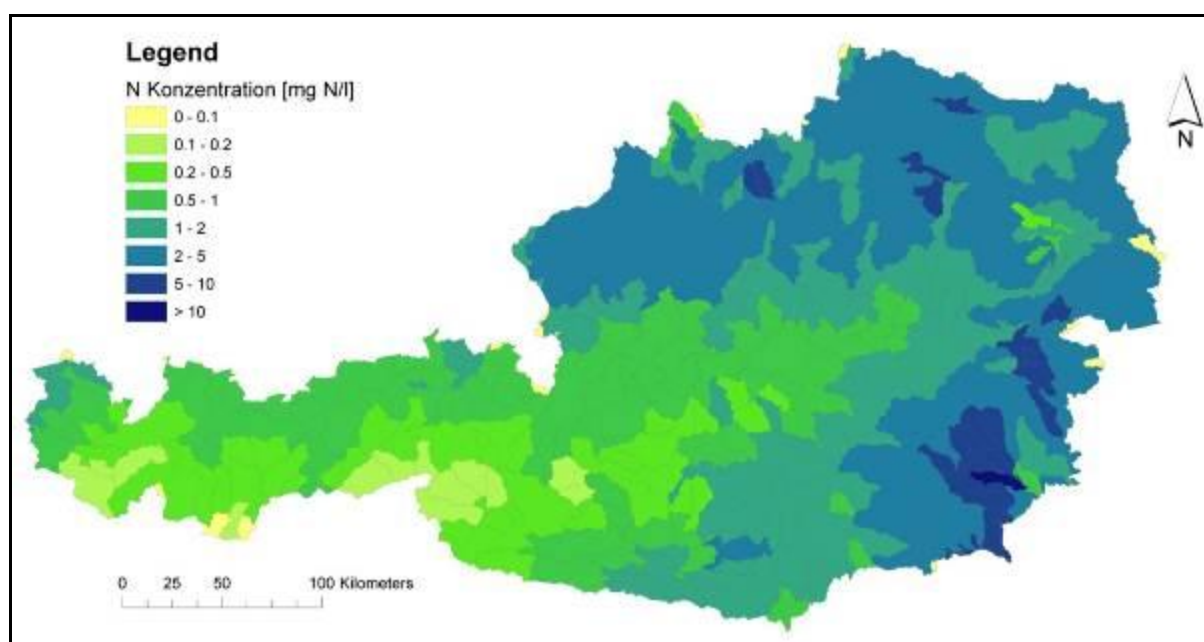 Legend
N Konzentration [mg N/l]
0 - 0.1
0.1 - 0.2
0.2 - 0.5
0.5 - 1
1 - 2
2 - 5
5 - 10
> 10
N
0 25 50 100 Kilometers